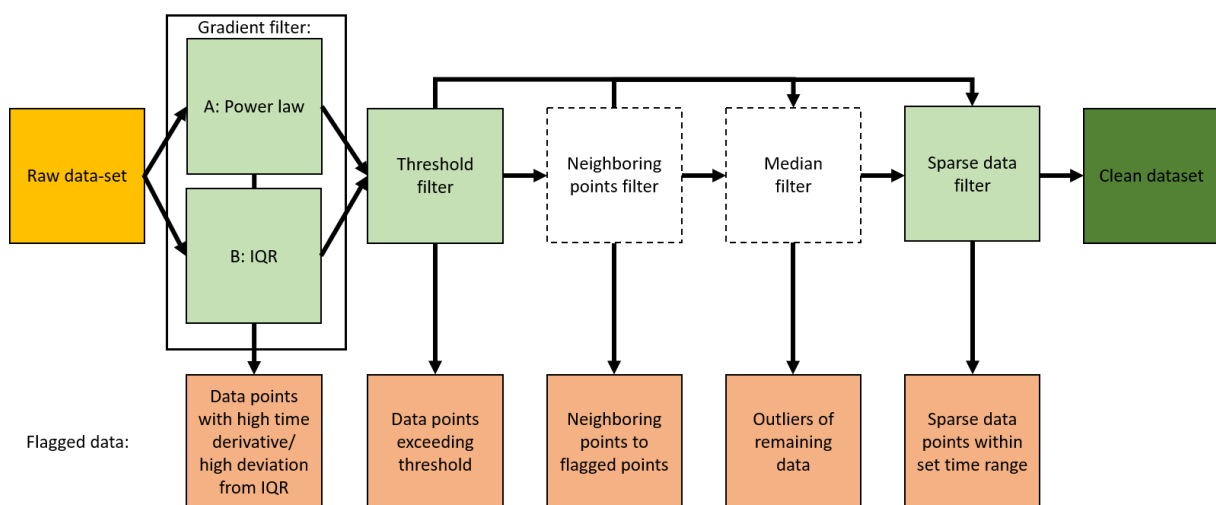 Gradient filter:
A: Power law
Raw data-set
Threshold
filter
Neighboring
points filter
Median
filter
Sparse data
filter
Clean dataset
B: IQR
Flagged data:
Data points
with high time
derivative/
high deviation
from IQR
Data points
exceeding
threshold
Neighboring
points to
flagged points
Outliers of
remaining
data
Sparse data
points within
set time range